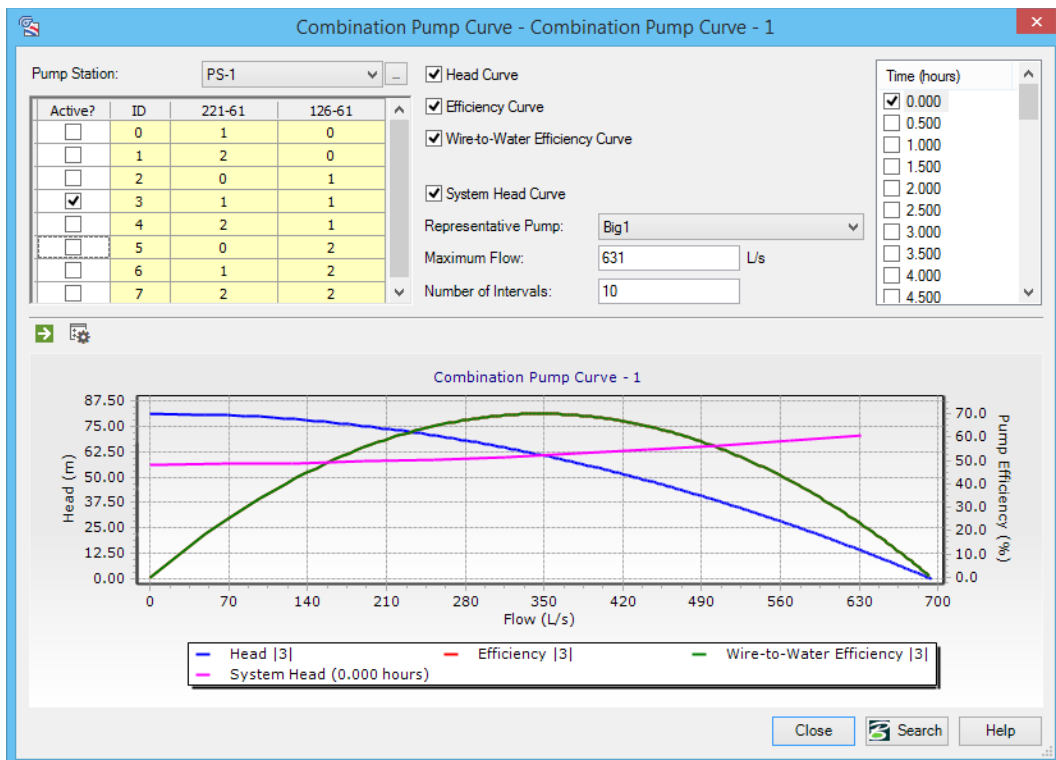 Combination Pump Curve - Combination Pump Curve - 1
Pump Station: PS-1
Active? ID 221-61 126-61
0 1 0
1 2 0
2 0 1
3 1 1
4 2 1
5 0 2
6 1 2
7 2 2
Head Curve
Efficiency Curve
Wire-to-Water Efficiency Curve
System Head Curve
Representative Pump: Big1
Maximum Flow: 631 L/s
Number of Intervals: 10
Time (hours)
0.000
0.500
1.000
1.500
2.000
2.500
3.000
3.500
4.000
4.500
Combination Pump Curve - 1
Head (m)
87.50
75.00
62.50
50.00
37.50
25.00
12.50
0.00
70.0
60.0
50.0
40.0
30.0
20.0
10.0
0.0
Pump Efficiency (%)
0 70 140 210 280 350 420 490 560 630 700
Flow (L/s)
Head |3| Efficiency |3| Wire-to-Water Efficiency |3|
System Head (0.000 hours)
Close Search Help